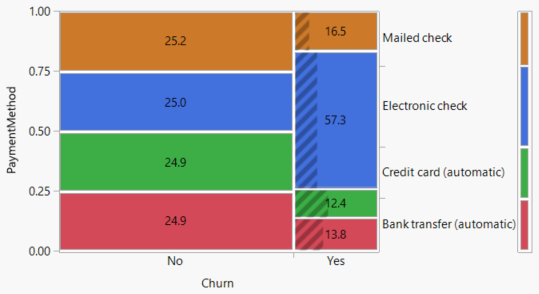 1.00
0.75
0.50
0.25
0.00
PaymentMethod
25.2
25.0
24.9
24.9
16.5
57.3
12.4
13.8
Mailed check
Electronic check
Credit card (automatic)
Bank transfer (automatic)
No
Yes
Churn